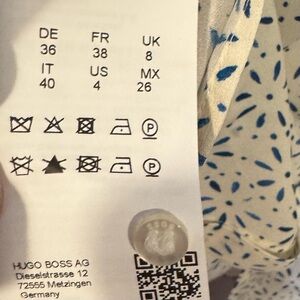 DE FR UK
36 38 8
IT US MX
40 4 26
HUGO BOSS AG
Dieselstrasse 12
72555 Metzingen
Germany